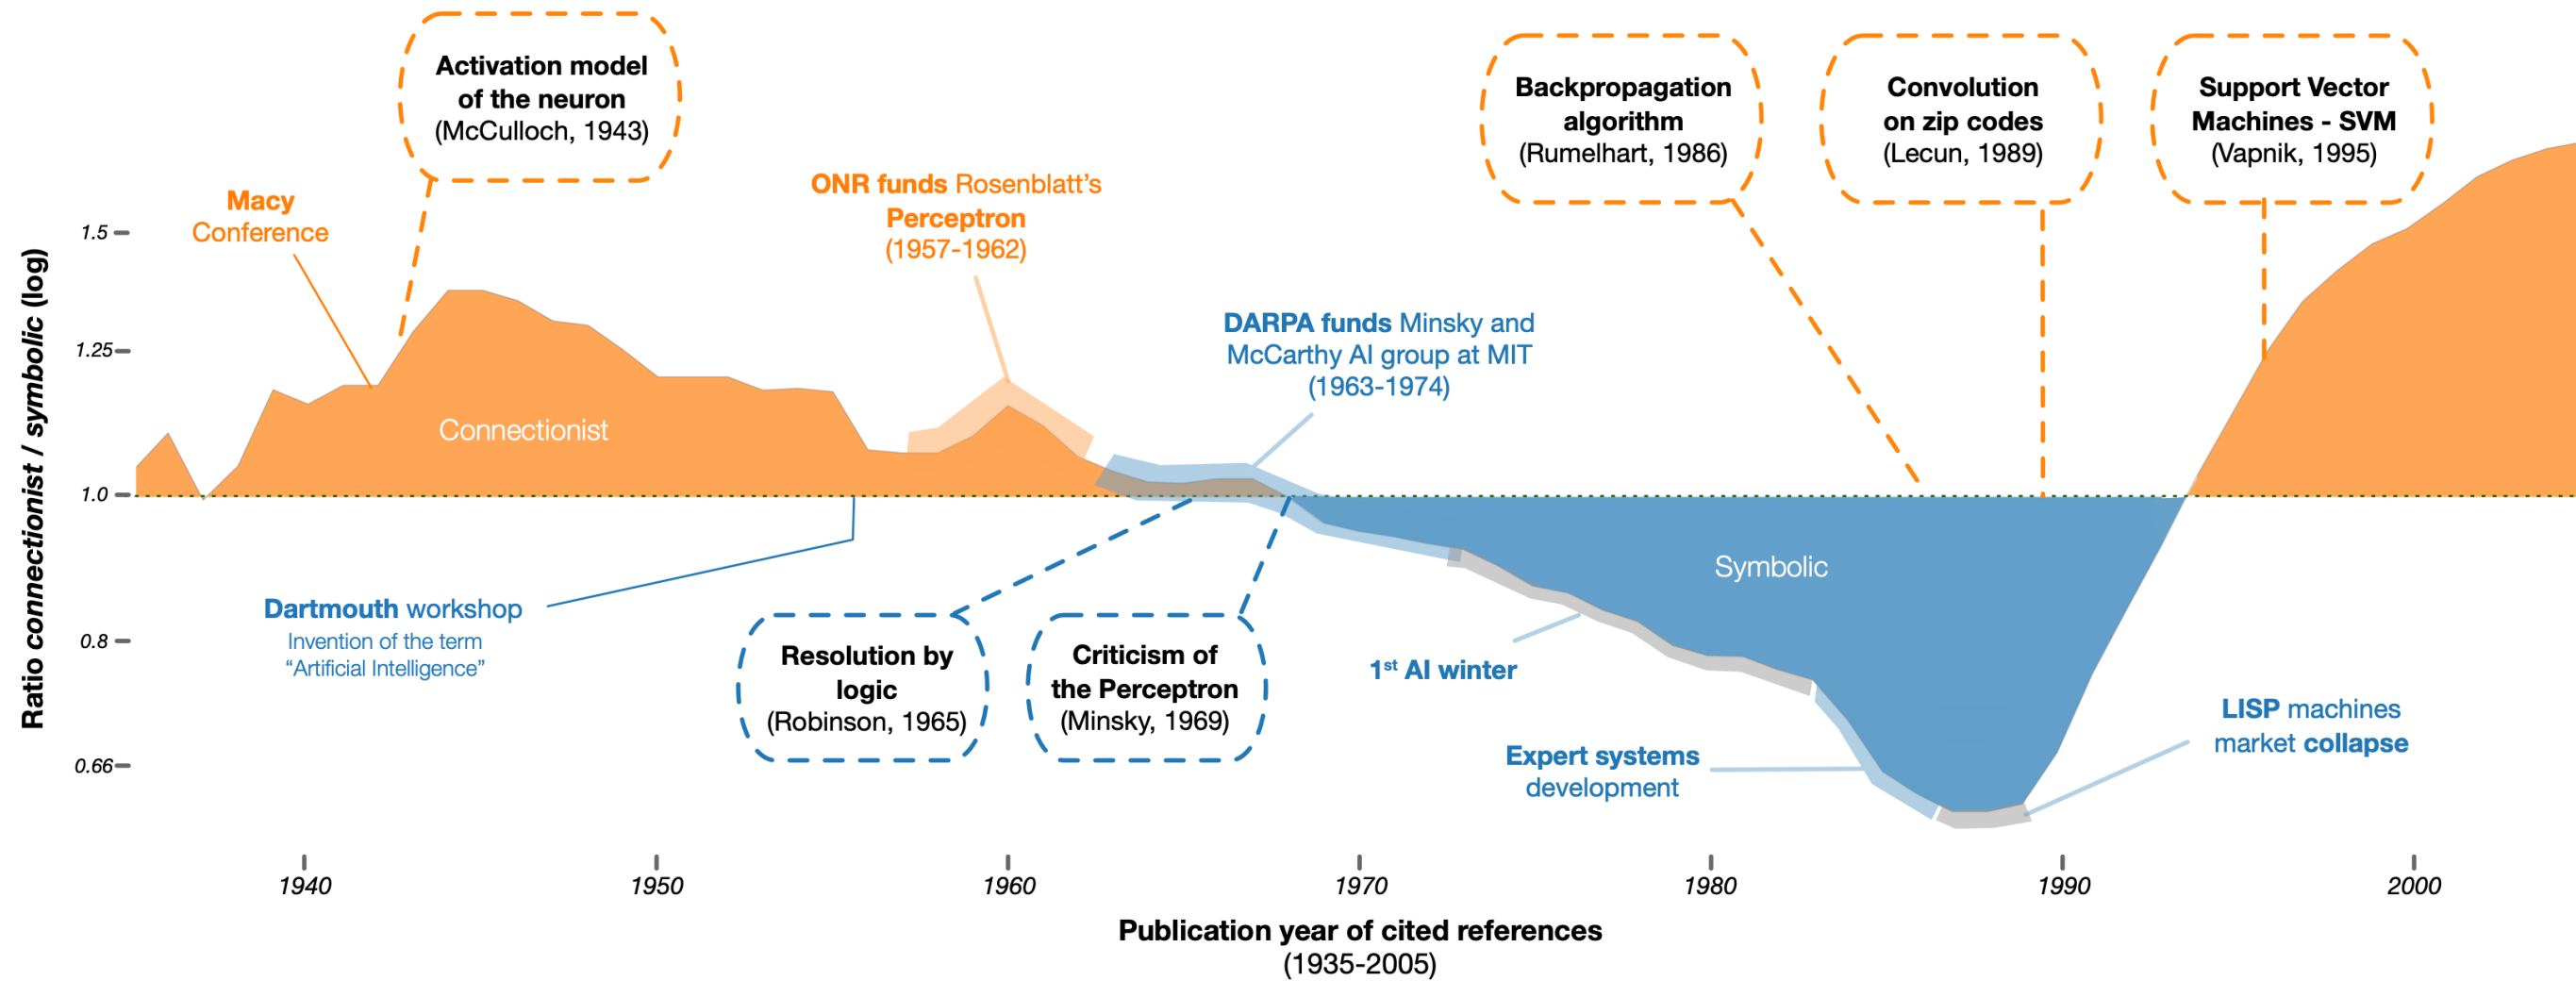 Activation model
of the neuron
(McCulloch, 1943)
Macy
Conference
ONR funds Rosenblatt’s
Perceptron
(1957-1962)
Backpropagation
algorithm
(Rumelhart, 1986)
Convolution
on zip codes
(Lecun, 1989)
Support Vector
Machines - SVM
(Vapnik, 1995)
DARPA funds Minsky and
McCarthy AI group at MIT
(1963-1974)
Ratio connectionist / symbolic (log)
1.5
1.25
1.0
0.8
0.66
Connectionist
Symbolic
Dartmouth workshop
Invention of the term
“Artificial Intelligence”
Resolution by
logic
(Robinson, 1965)
Criticism of
the Perceptron
(Minsky, 1969)
1st AI winter
Expert systems
development
LISP machines
market collapse
1940
1950
1960
1970
1980
1990
2000
Publication year of cited references
(1935-2005)